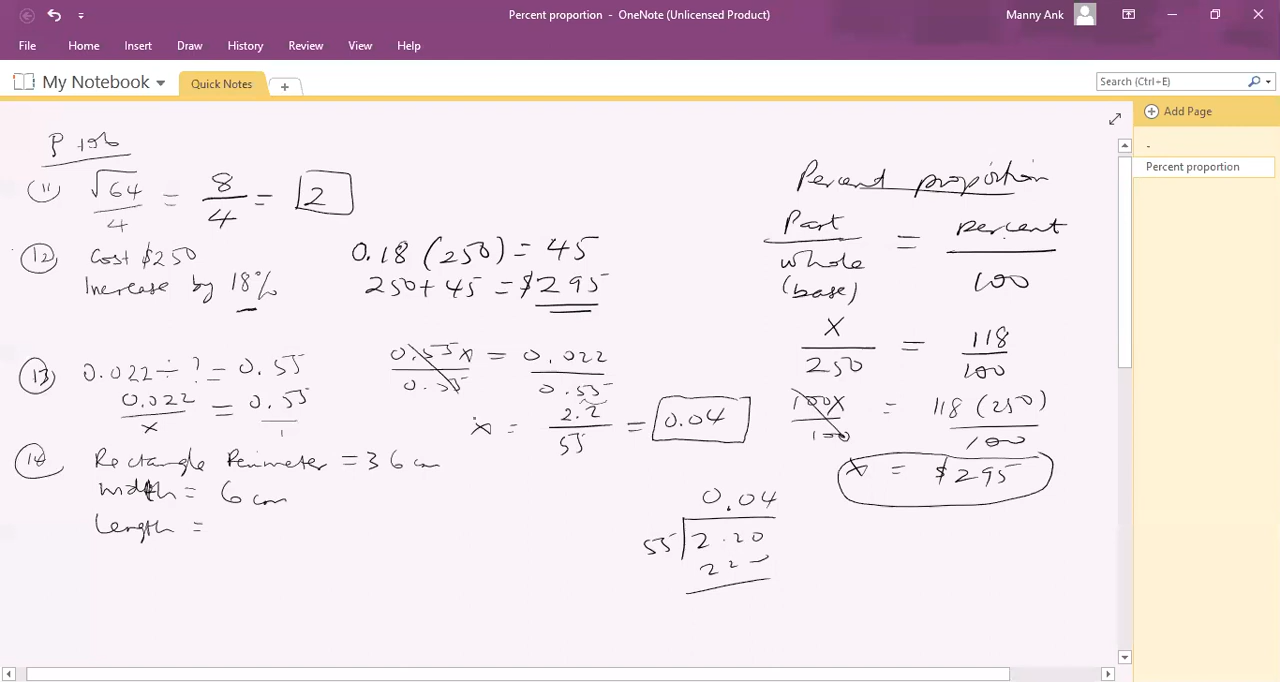 Percent proportion - OneNote (Unlicensed Product)
Manny Ank
File Home Insert Draw History Review View Help
My Notebook
Quick Notes
+
Search (Ctrl+E)
Add Page
-
Percent proportion
P 196
(11) √64/4 = 8/4 = 2
(12) Cost $250
Increase by 18%
0.18 (250) = 45
250 + 45 = $295
(13) 0.022 ÷ ? = 0.55
0.022/x = 0.55/1
0.55x/0.55 = 0.022/0.55
x = 2.2/55 = 0.04
(14) Rectangle Perimeter = 36 cm
width = 6 cm
Length =
0.04
55 2.20
Percent proportion
Part/whole = percent/100
(base)
x/250 = 118/100
100x/100 = 118(250)/100
x = $295